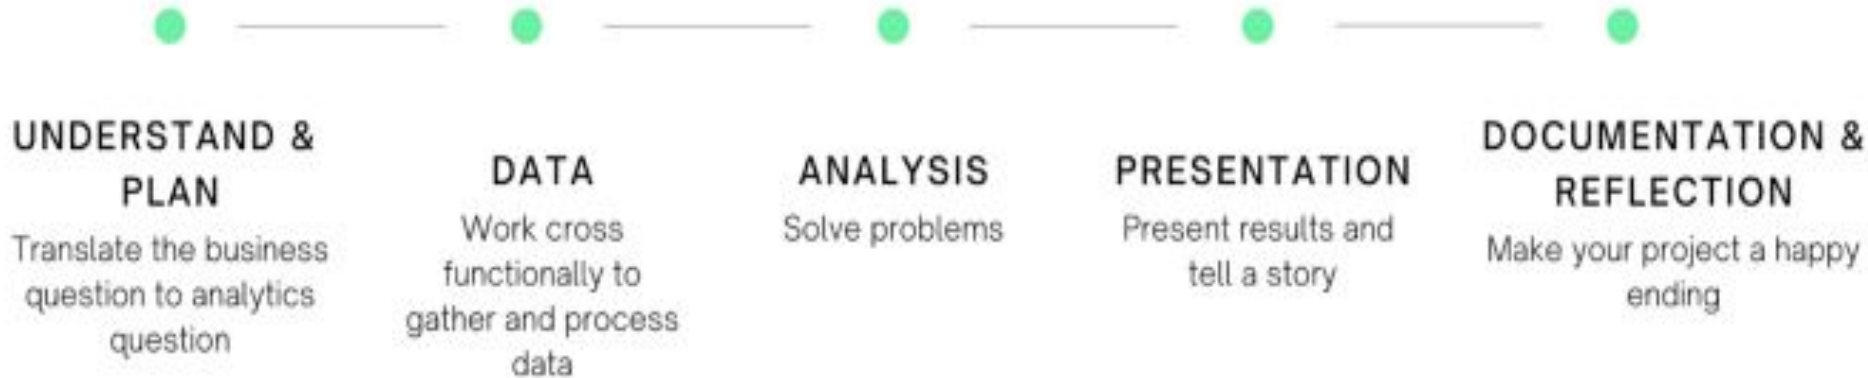 UNDERSTAND &
PLAN
Translate the business
question to analytics
question
DATA
Work cross
functionally to
gather and process
data
ANALYSIS
Solve problems
PRESENTATION
Present results and
tell a story
DOCUMENTATION &
REFLECTION
Make your project a happy
ending